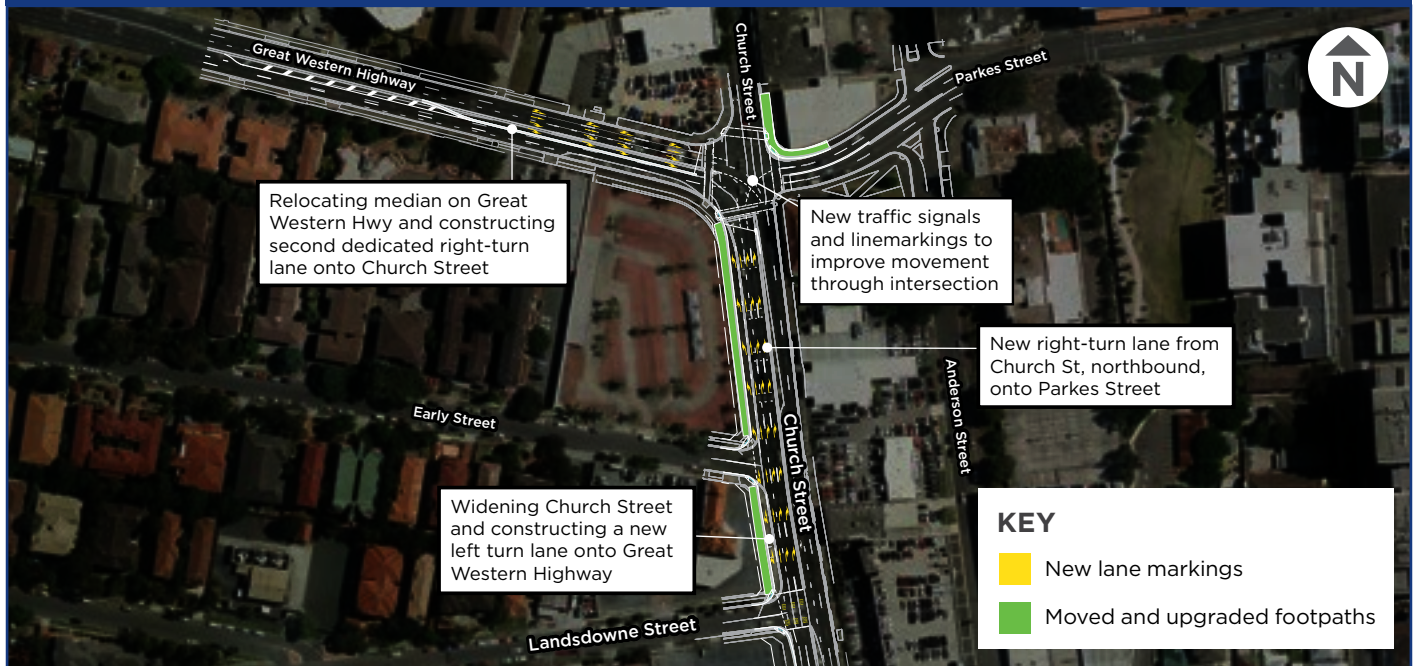 Great Western Highway
Church Street
Parkes Street
N
Relocating median on Great
Western Hwy and constructing
second dedicated right-turn
lane onto Church Street
New traffic signals
and linemarkings to
improve movement
through intersection
New right-turn lane from
Church St, northbound,
onto Parkes Street
Anderson Street
Early Street
Church Street
Widening Church Street
and constructing a new
left turn lane onto Great
Western Highway
Landsdowne Street
KEY
New lane markings
Moved and upgraded footpaths